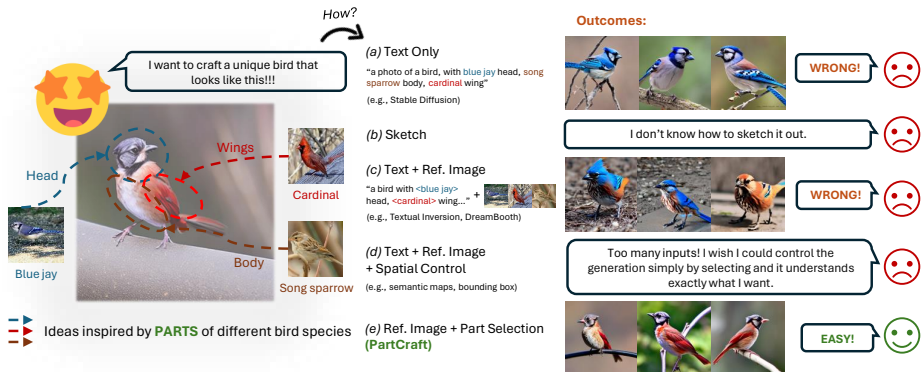 How?
I want to craft a unique bird that
looks like this!!!
Head
Wings
Body
Blue jay
Cardinal
Song sparrow
Ideas inspired by PARTS of different bird species
(a) Text Only
“a photo of a bird, with blue jay head, song
sparrow body, cardinal wing”
(e.g., Stable Diffusion)
(b) Sketch
(c) Text + Ref. Image
“a bird with <blue jay>
head, <cardinal> wing...” +
(e.g., Textual Inversion, DreamBooth)
(d) Text + Ref. Image
+ Spatial Control
(e.g., semantic maps, bounding box)
(e) Ref. Image + Part Selection
(PartCraft)
Outcomes:
WRONG!
I don’t know how to sketch it out.
WRONG!
Too many inputs! I wish I could control the
generation simply by selecting and it understands
exactly what I want.
EASY!